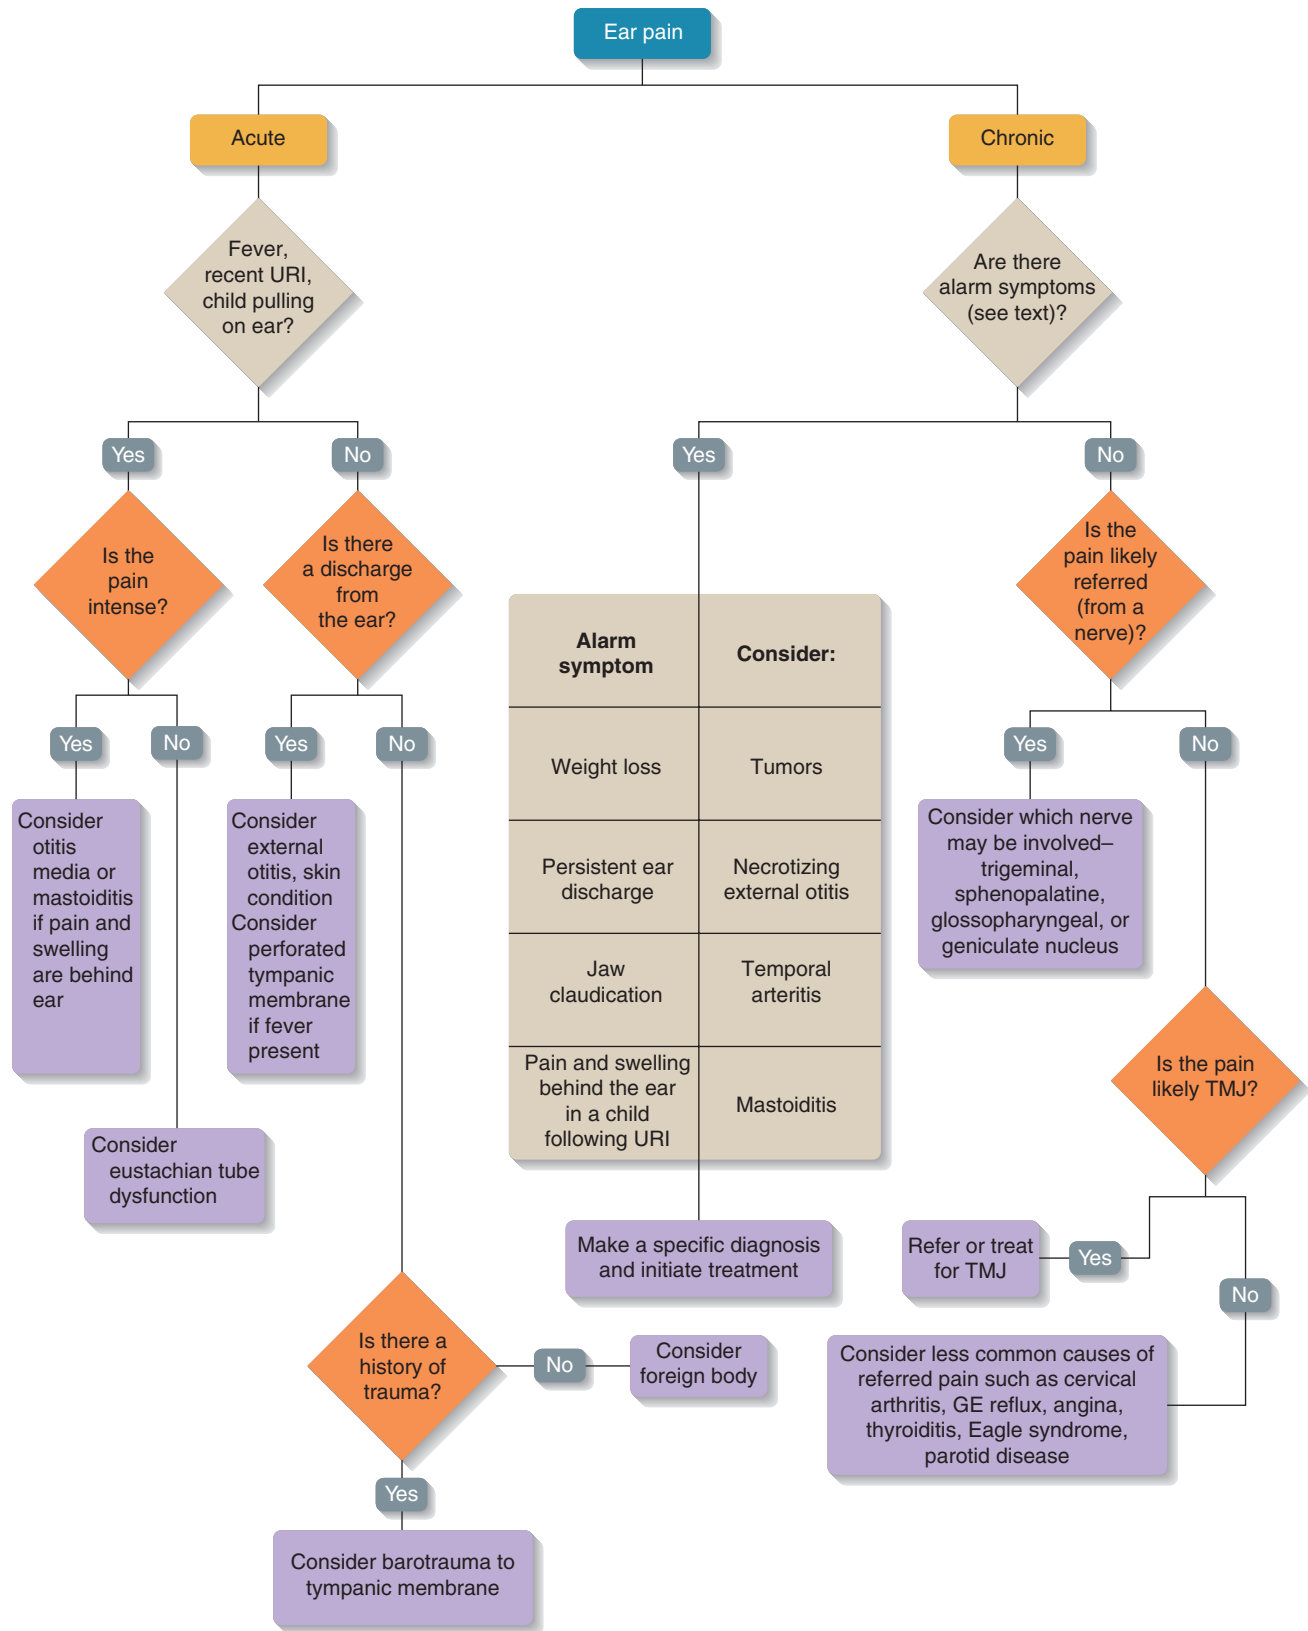 Ear pain
Acute
Chronic
Fever,
recent URI,
child pulling
on ear?
Are there
alarm symptoms
(see text)?
Yes
No
Yes
No
Is the
pain
intense?
Is there
a discharge
from
the ear?
Is the
pain likely
referred
(from a
nerve)?
Yes
No
Yes
No
Alarm
symptom
Consider:
Weight loss
Tumors
Persistent ear
discharge
Necrotizing
external otitis
Jaw
claudication
Temporal
arteritis
Pain and swelling
behind the ear
in a child
following URI
Mastoiditis
Yes
No
Consider
otitis
media or
mastoiditis
if pain and
swelling
are behind
ear
Consider
external
otitis, skin
condition
Consider
perforated
tympanic
membrane
if fever
present
Consider which nerve
may be involved–
trigeminal,
sphenopalatine,
glossopharyngeal, or
geniculate nucleus
Is the pain
likely TMJ?
Consider
eustachian tube
dysfunction
Make a specific diagnosis
and initiate treatment
Refer or treat
for TMJ
Yes
No
Is there a
history of
trauma?
No
Consider
foreign body
Consider less common causes of
referred pain such as cervical
arthritis, GE reflux, angina,
thyroiditis, Eagle syndrome,
parotid disease
Yes
Consider barotrauma to
tympanic membrane